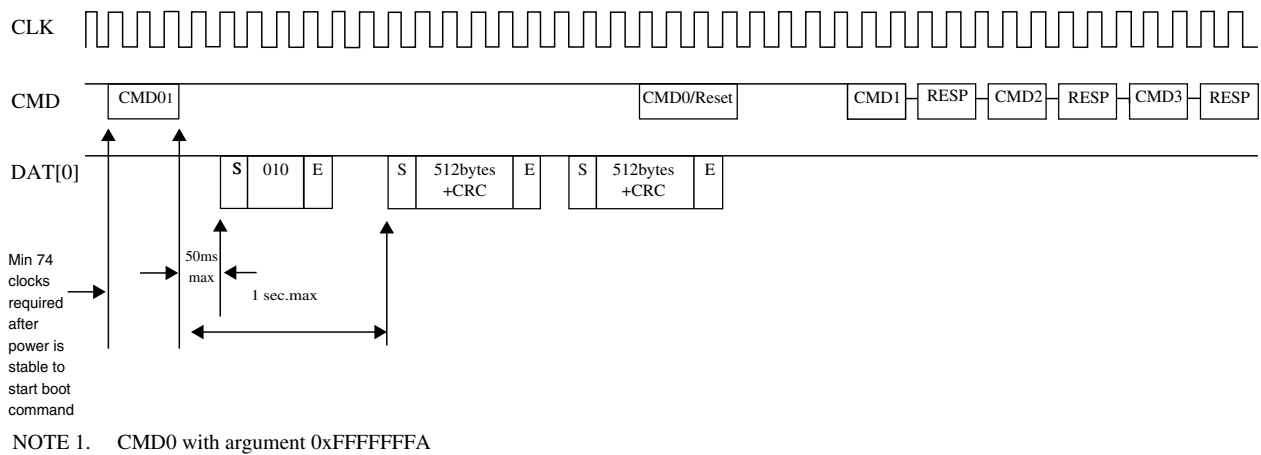 CLK
CMD
CMD01
CMD0/Reset
CMD1
RESP
CMD2
RESP
CMD3
RESP
DAT[0]
S
010
E
S
512bytes
+CRC
E
S
512bytes
+CRC
E
Min 74
clocks
required
after
power is
stable to
start boot
command
50ms
max
1 sec.max
NOTE 1. CMD0 with argument 0xFFFFFFFA